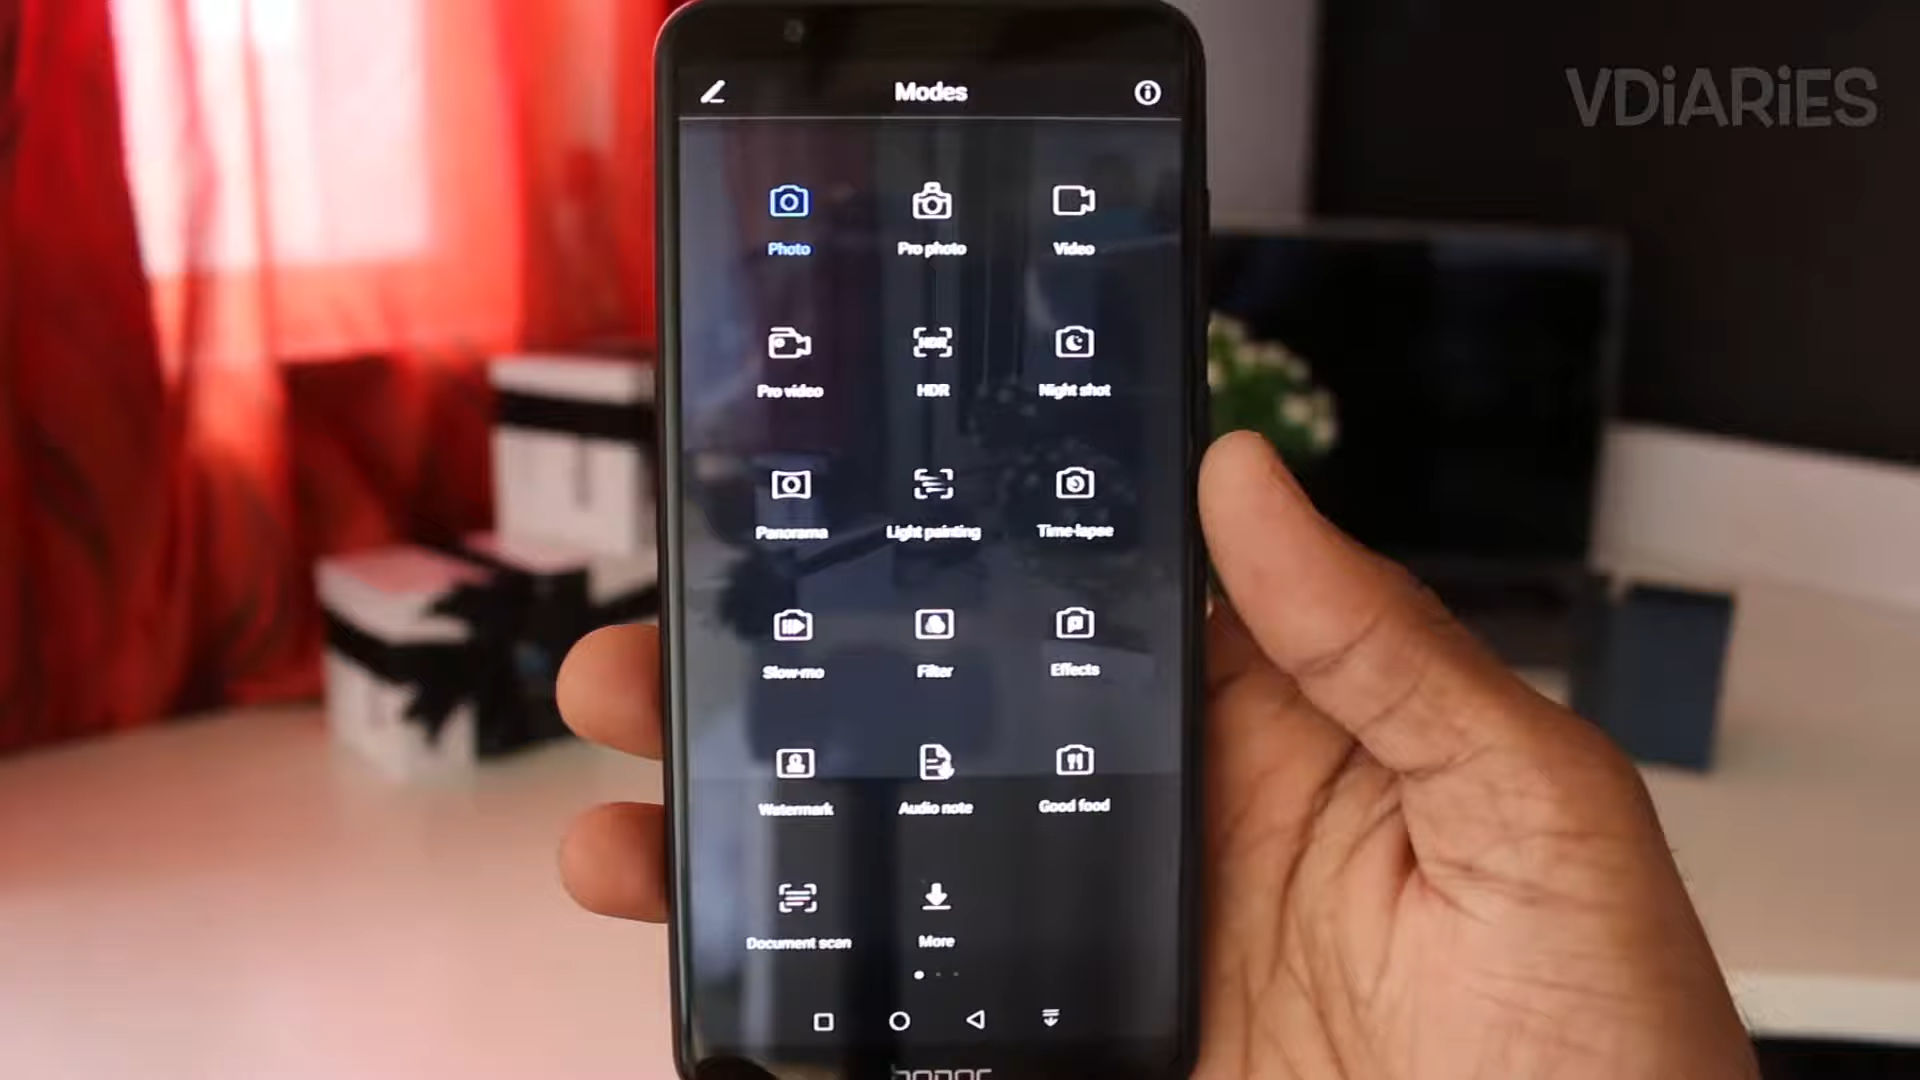 Modes
VDiARiES
Photo
Pro photo
Video
Pro video
HDR
HDR
Night shot
Panorama
Light painting
Time-lapse
Slow-mo
Filter
Effects
Watermark
Audio note
Good food
Document scan
More
honor